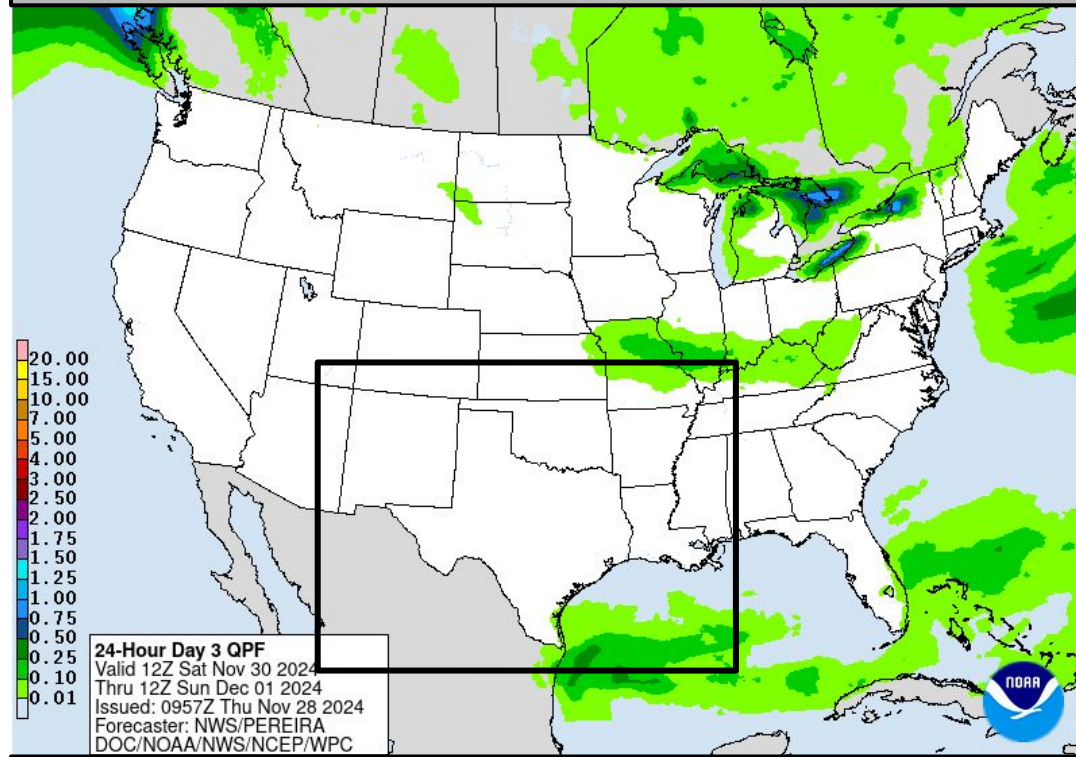 20.00
15.00
10.00
7.00
5.00
4.00
3.00
2.50
2.00
1.75
1.50
1.25
1.00
0.75
0.50
0.25
0.10
0.01
24-Hour Day 3 QPF
Valid 12Z Sat Nov 30 2024
Thru 12Z Sun Dec 01 2024
Issued: 0957Z Thu Nov 28 2024
Forecaster: NWS/PEREIRA
DOC/NOAA/NWS/NCEP/WPC
NOAA